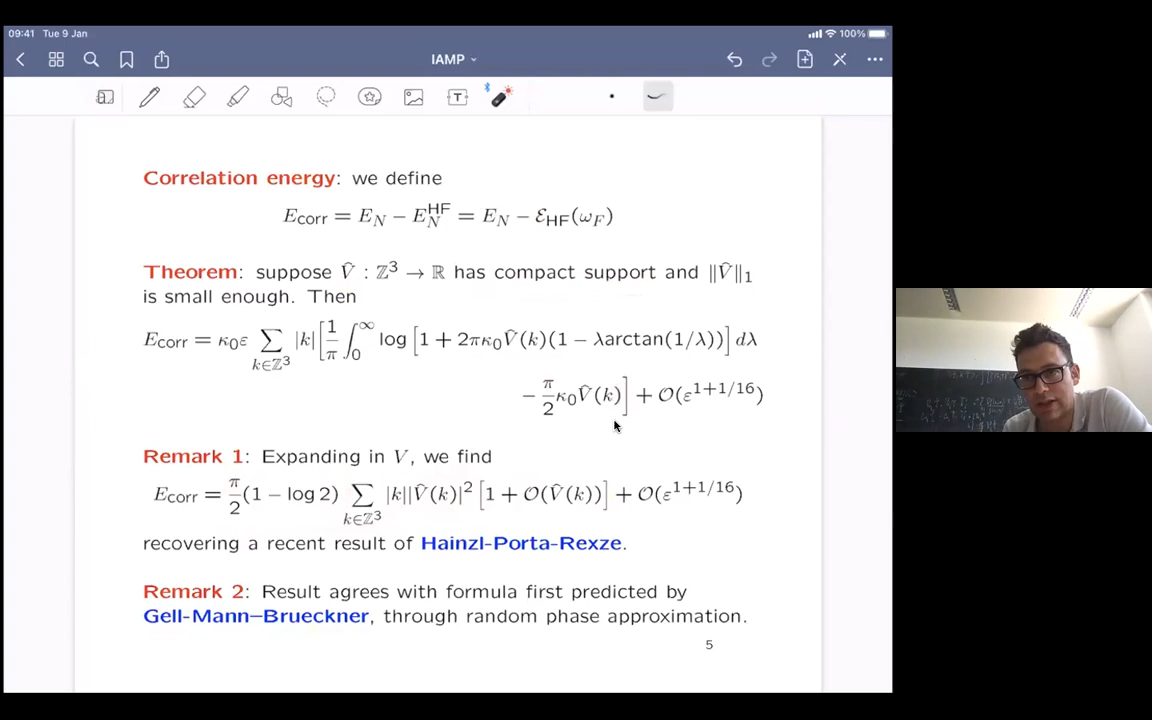 09:41 Tue 9 Jan
100%
IAMP
T
Correlation energy: we define
E_corr = E_N − E_N^HF = E_N − ℰ_HF(ω_F)
Theorem: suppose V̂ : ℤ³ → ℝ has compact support and ‖V̂‖₁
is small enough. Then
E_corr = κ₀ε ∑_{k∈ℤ³} |k| [ 1/π ∫₀^∞ log [1 + 2πκ₀V̂(k)(1 − λarctan(1/λ))] dλ
− π/2 κ₀V̂(k) ] + 𝒪(ε^{1+1/16})
Remark 1: Expanding in V, we find
E_corr = π/2 (1 − log 2) ∑_{k∈ℤ³} |k||V̂(k)|² [1 + 𝒪(V̂(k))] + 𝒪(ε^{1+1/16})
recovering a recent result of Hainzl-Porta-Rexze.
Remark 2: Result agrees with formula first predicted by
Gell-Mann–Brueckner, through random phase approximation.
5